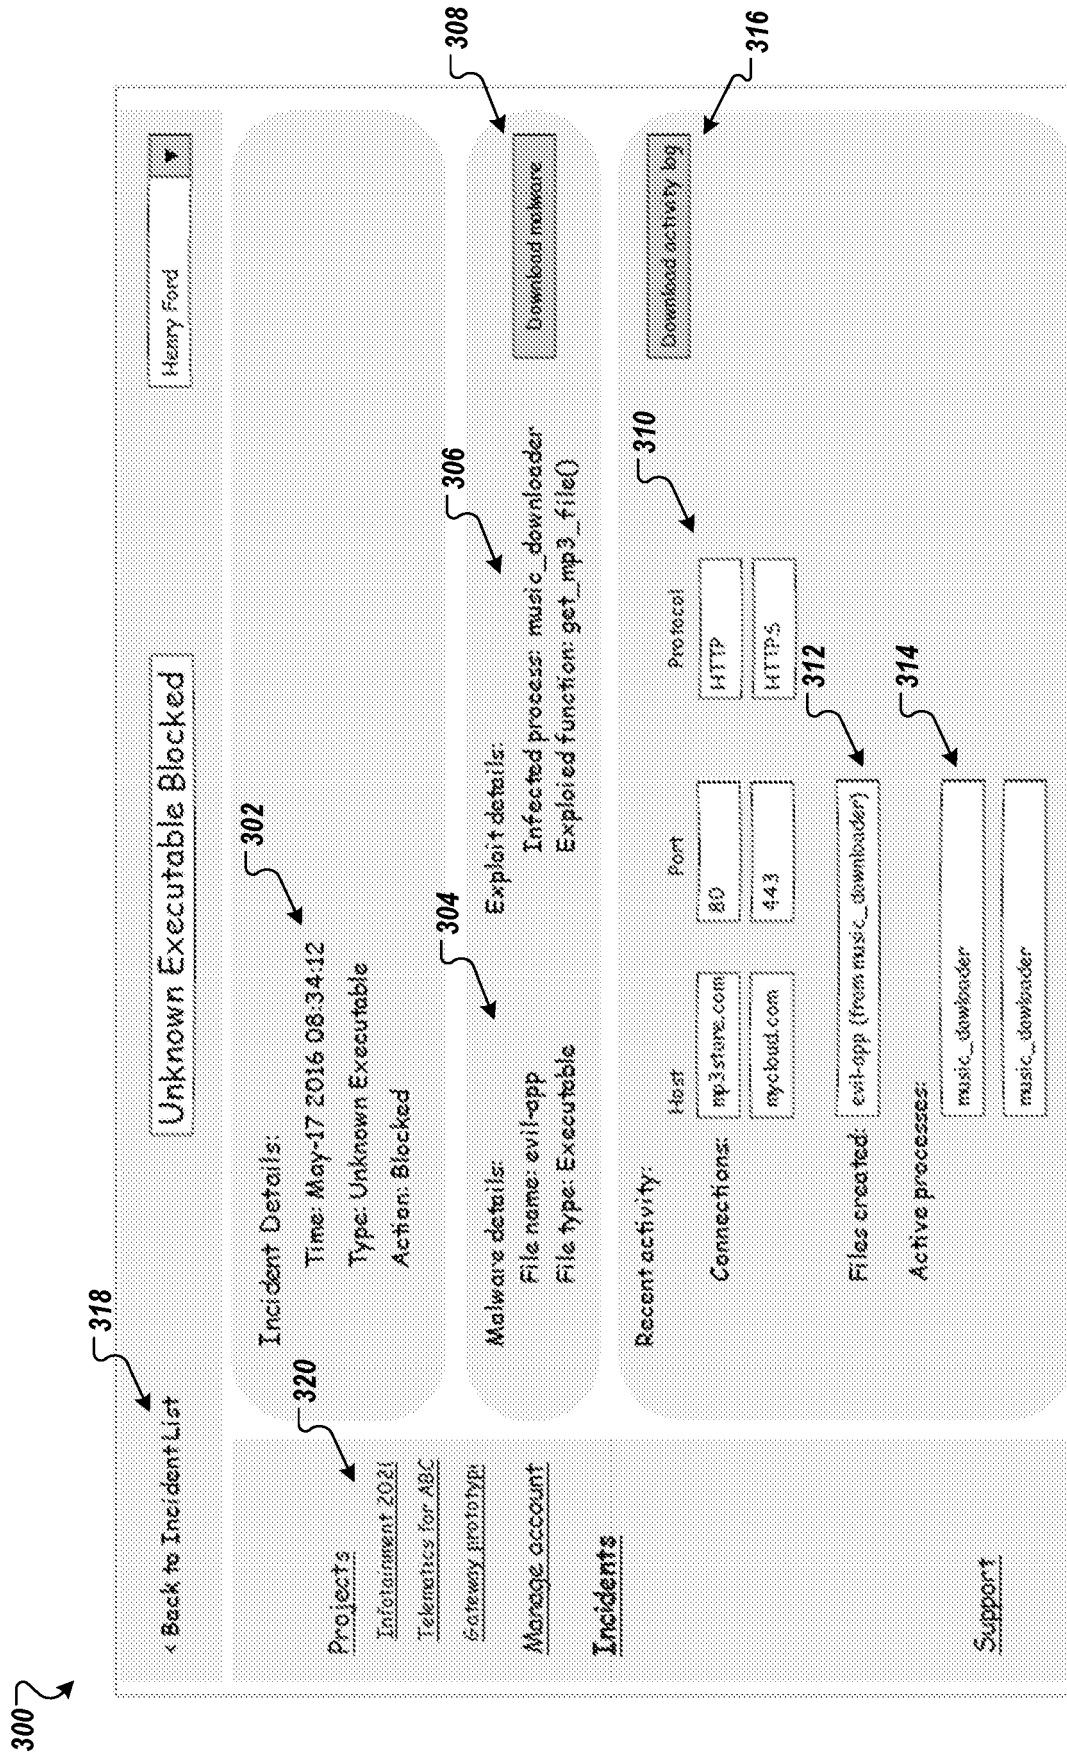 300
318
< Back to Incident List
Unknown Executable Blocked
Henry Ford
320
Projects
Infotainment 2021
Telematics for ABC
Gateway prototyp
Manage account
Incidents
Support
302
Incident Details:
Time: May-17 2016 08:34:12
Type: Unknown Executable
Action: Blocked
304
Malware details:
File name: evil-app
File type: Executable
306
Exploit details:
Infected process: music_downloader
Exploied function: get_mp3_file()
308
Download malware
Recent activity:
310
316
Download activity log
Host Port Protocol
Connections: mp3store.com 80 HTTP
mycloud.com 443 HTTPS
312
Files created: evil-app (from music_downloader)
314
Active processes:
music_dowloader
music_dowloader